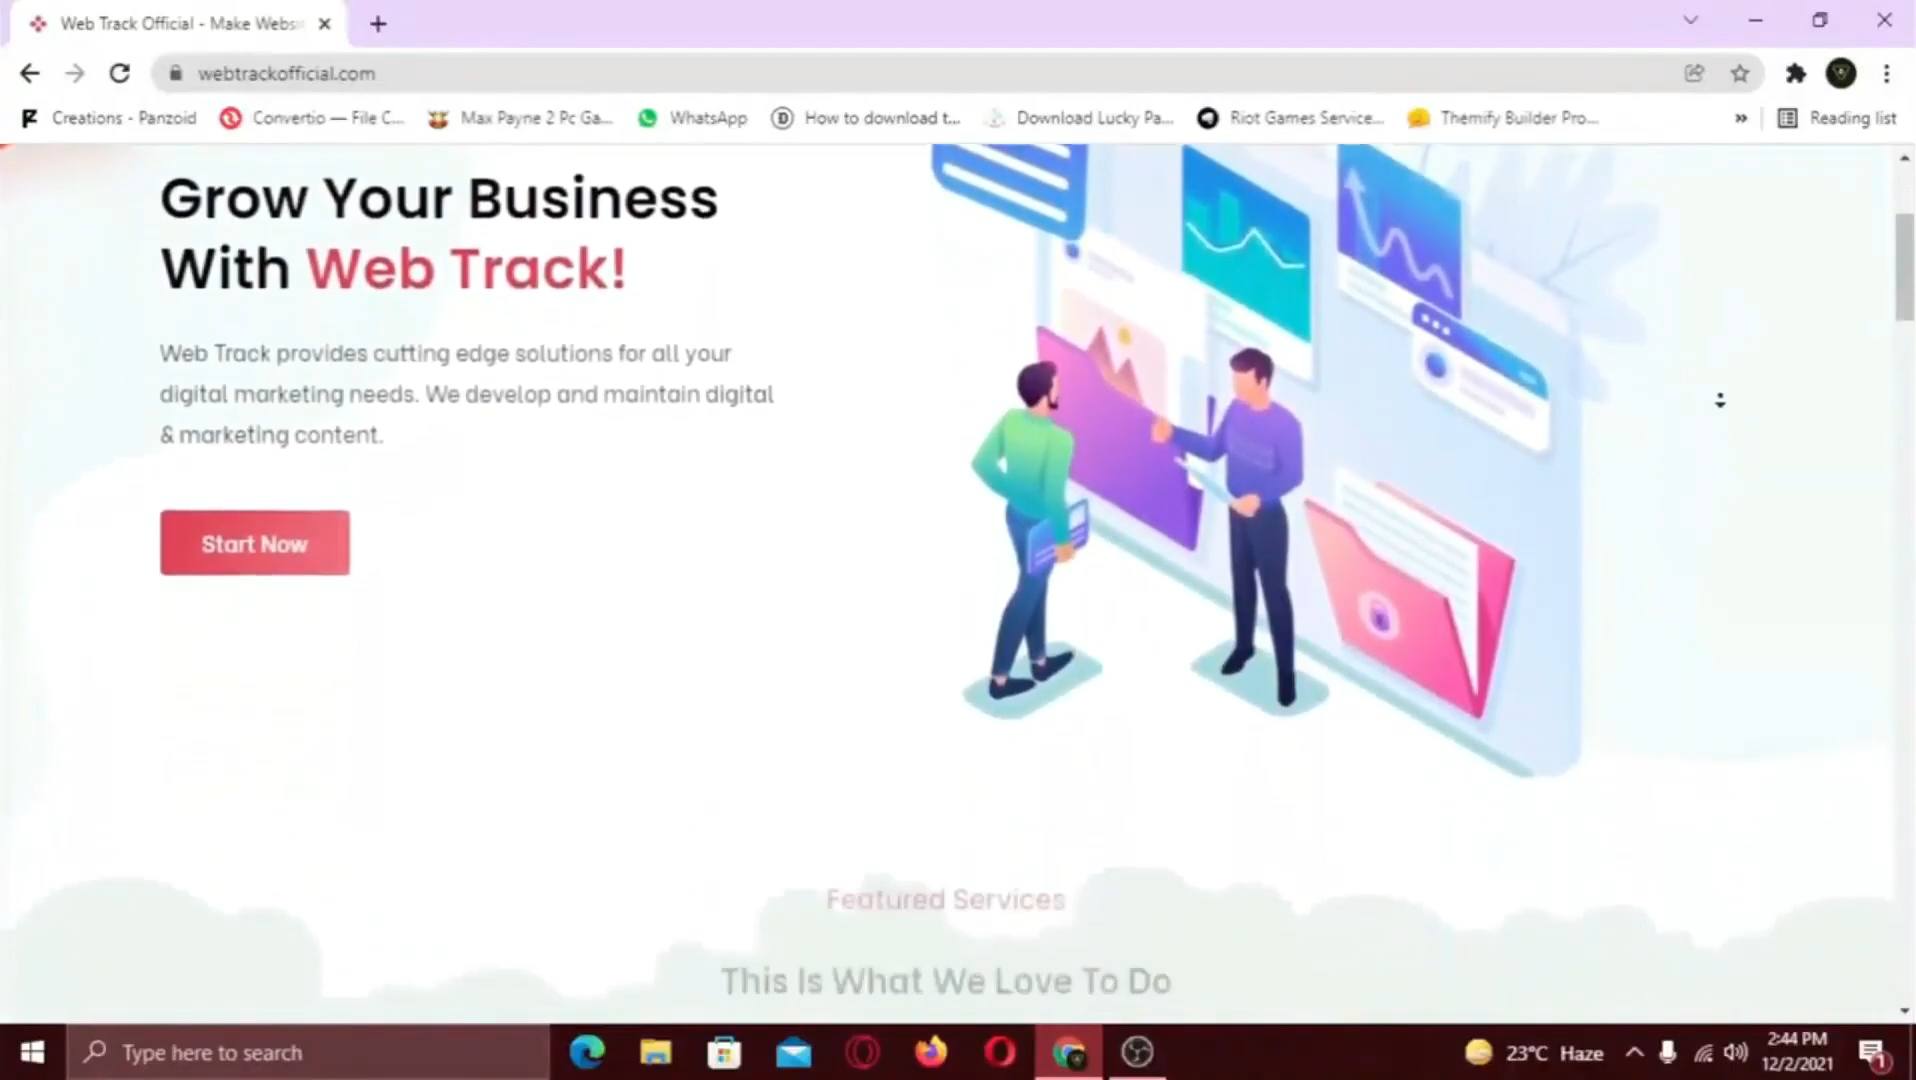 Web Track Official - Make Webs
webtrackofficial.com
Creations - Panzoid
Convertio — File C...
Max Payne 2 Pc Ga...
WhatsApp
How to download t...
Download Lucky Pa...
Riot Games Service...
Themify Builder Pro...
»
Reading list
Grow Your Business
With Web Track!
Web Track provides cutting edge solutions for all your
digital marketing needs. We develop and maintain digital
& marketing content.
Start Now
Featured Services
This Is What We Love To Do
Type here to search
23°C Haze
2:44 PM
12/2/2021
1